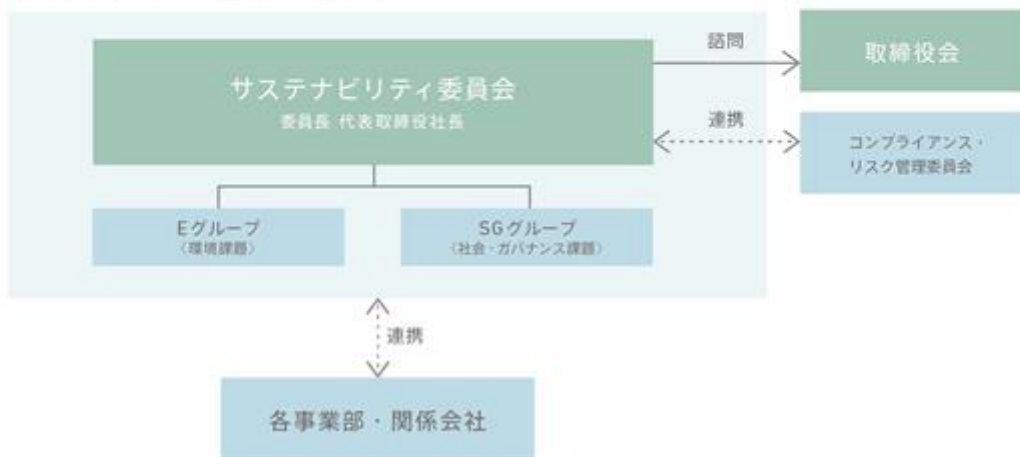 サステナビリティ委員会
委員長 代表取締役社長
諮問
取締役会
連携
コンプライアンス・
リスク管理委員会
Eグループ
〈環境課題〉
SGグループ
〈社会・ガバナンス課題〉
連携
各事業部・関係会社